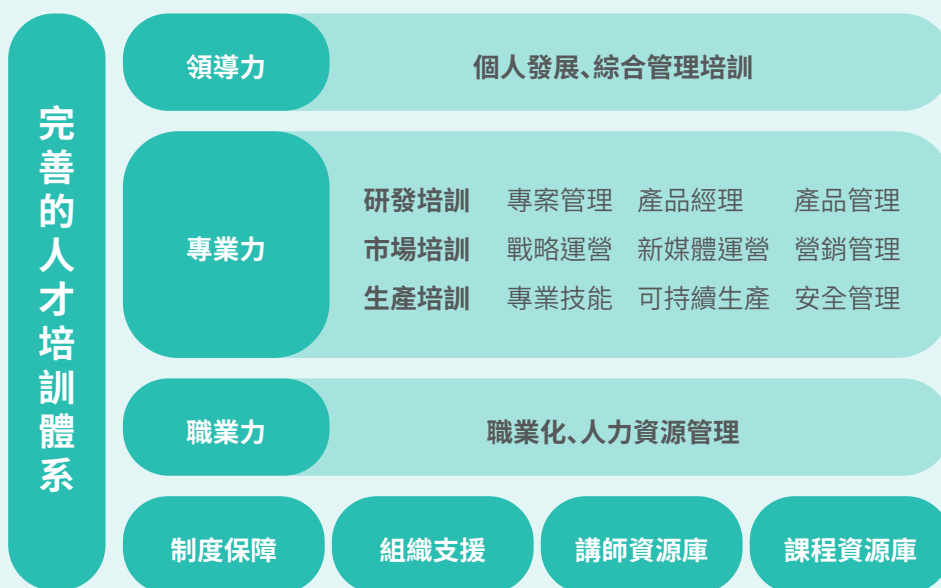 完善的人才培訓體系
領導力
個人發展、綜合管理培訓
專業力
研發培訓 專案管理 產品經理 產品管理
市場培訓 戰略運營 新媒體運營 營銷管理
生產培訓 專業技能 可持續生產 安全管理
職業力
職業化、人力資源管理
制度保障 組織支援 講師資源庫 課程資源庫